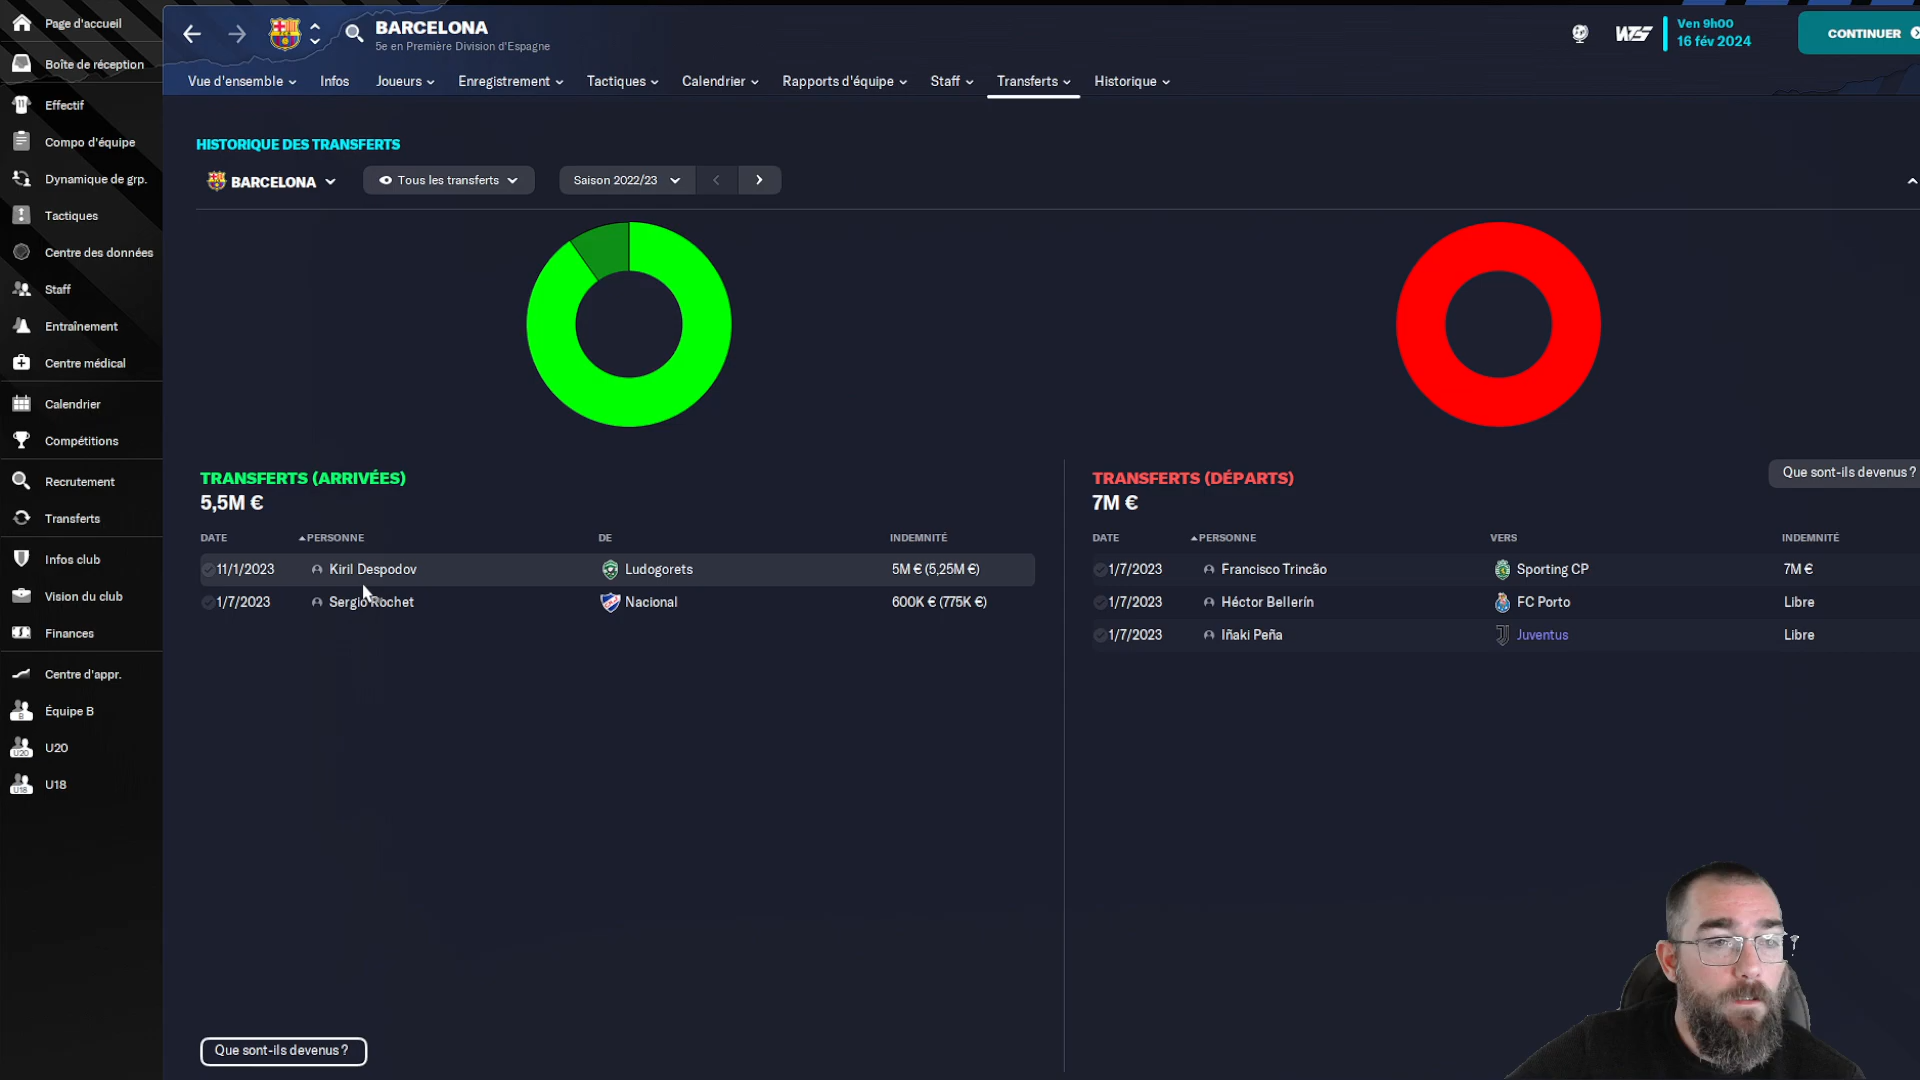 Page d'accueil
Boîte de réception
Effectif
Compo d'équipe
Dynamique de grp.
Tactiques
Centre des données
Staff
Entraînement
Centre médical
Calendrier
Compétitions
Recrutement
Transferts
Infos club
Vision du club
Finances
Centre d'appr.
Équipe B
U20
U18
BARCELONA
5e en Première Division d'Espagne
Ven 9h00
16 fév 2024
CONTINUER
Vue d'ensemble Infos Joueurs Enregistrement Tactiques Calendrier Rapports d'équipe Staff Transferts Historique
HISTORIQUE DES TRANSFERTS
BARCELONA Tous les transferts Saison 2022/23
TRANSFERTS (ARRIVÉES)
5,5M €
DATE PERSONNE DE INDEMNITÉ
11/1/2023 Kiril Despodov Ludogorets 5M € (5,25M €)
1/7/2023 Sergio Rochet Nacional 600K € (775K €)
Que sont-ils devenus ?
TRANSFERTS (DÉPARTS)
7M €
Que sont-ils devenus ?
DATE PERSONNE VERS INDEMNITÉ
1/7/2023 Francisco Trincão Sporting CP 7M €
1/7/2023 Héctor Bellerín FC Porto Libre
1/7/2023 Iñaki Peña Juventus Libre